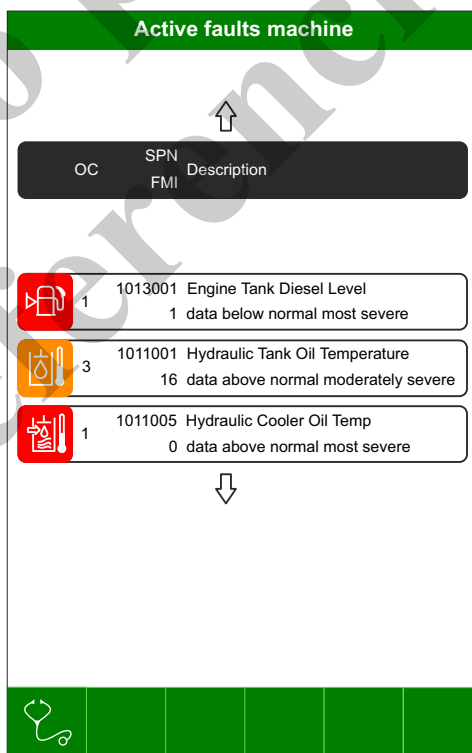 Active faults machine
OC SPN FMI Description
1 1013001 Engine Tank Diesel Level
1 data below normal most severe
3 1011001 Hydraulic Tank Oil Temperature
16 data above normal moderately severe
1 1011005 Hydraulic Cooler Oil Temp
0 data above normal most severe